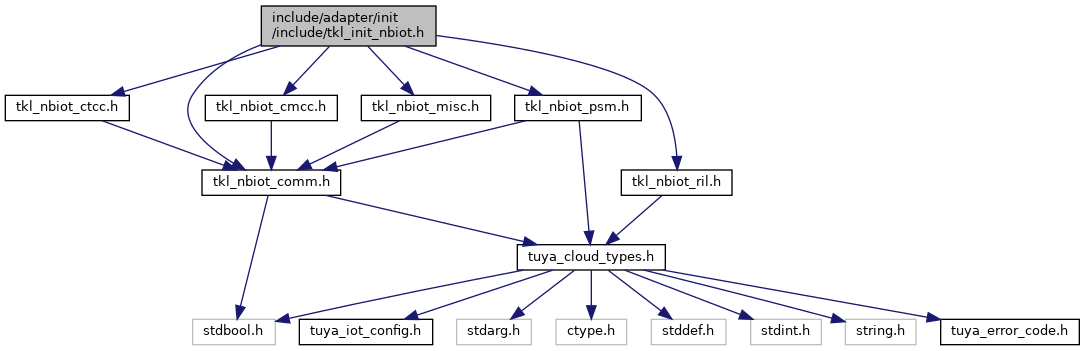 include/adapter/init
/include/tkl_init_nbiot.h
tkl_nbiot_ctcc.h
tkl_nbiot_cmcc.h
tkl_nbiot_misc.h
tkl_nbiot_psm.h
tkl_nbiot_comm.h
tkl_nbiot_ril.h
tuya_cloud_types.h
stdbool.h
tuya_iot_config.h
stdarg.h
ctype.h
stddef.h
stdint.h
string.h
tuya_error_code.h